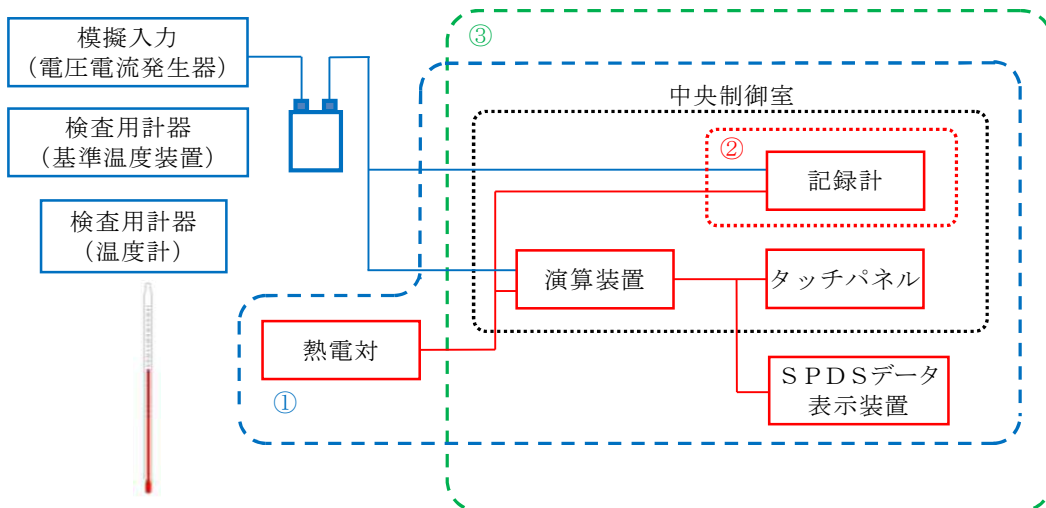 模擬入力
（電圧電流発生器）
検査用計器
（基準温度装置）
検査用計器
（温度計）
③
中央制御室
②
記録計
演算装置
タッチパネル
熱電対
①
ＳＰＤＳデータ
表示装置